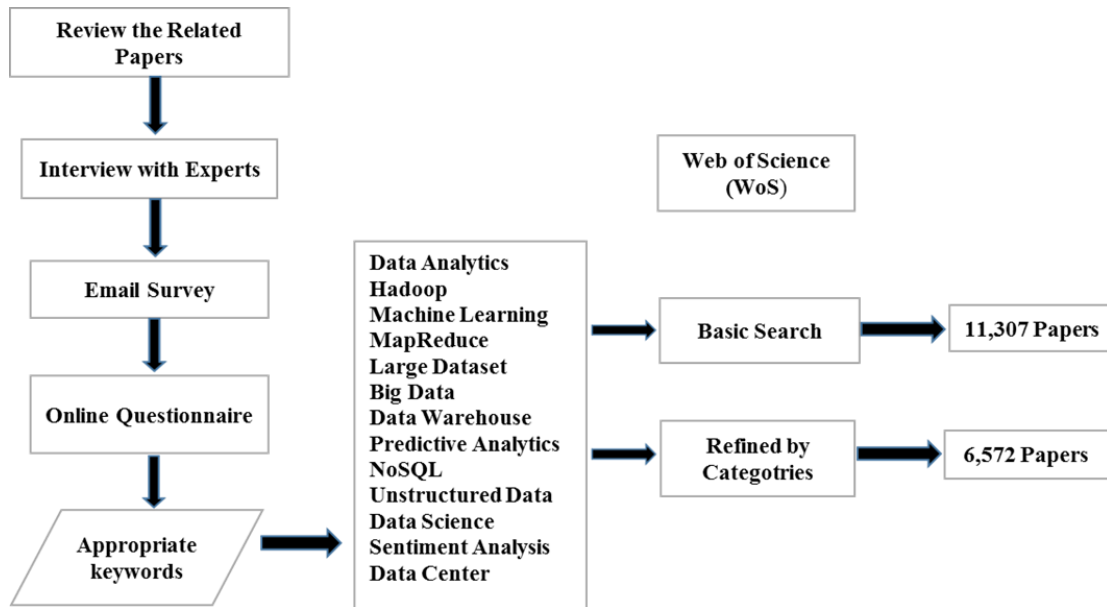 Review the Related
Papers
Interview with Experts
Email Survey
Online Questionnaire
Appropriate
keywords
Data Analytics
Hadoop
Machine Learning
MapReduce
Large Dataset
Big Data
Data Warehouse
Predictive Analytics
NoSQL
Unstructured Data
Data Science
Sentiment Analysis
Data Center
Web of Science
(WoS)
Basic Search
11,307 Papers
Refined by
Categotries
6,572 Papers